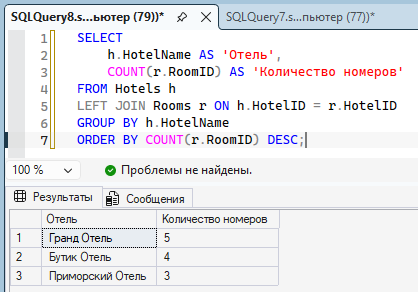 SQLQuery8.s...ьютер (79))*
SQLQuery7.s...пьютер (77))*
1 SELECT
2 h.HotelName AS 'Отель',
3 COUNT(r.RoomID) AS 'Количество номеров'
4 FROM Hotels h
5 LEFT JOIN Rooms r ON h.HotelID = r.HotelID
6 GROUP BY h.HotelName
7 ORDER BY COUNT(r.RoomID) DESC;
100 % Проблемы не найдены.
Результаты Сообщения
Отель Количество номеров
1 Гранд Отель 5
2 Бутик Отель 4
3 Приморский Отель 3